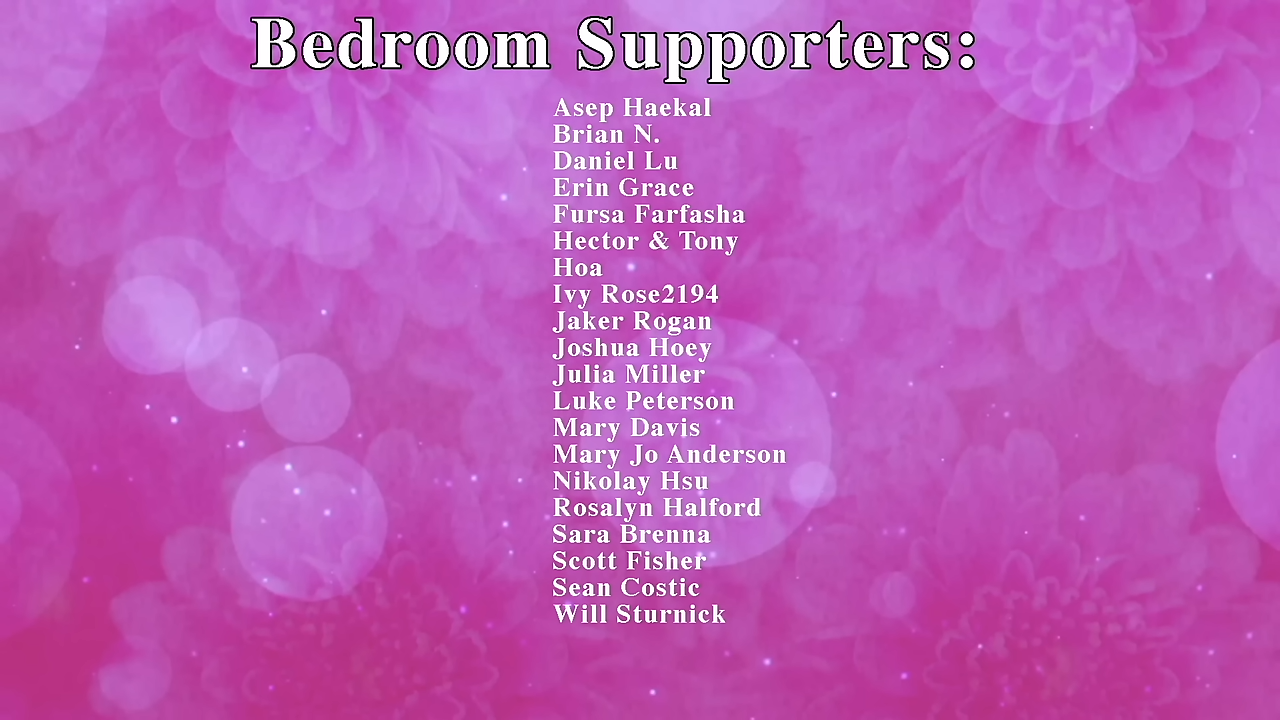 Bedroom Supporters:
Asep Haekal
Brian N.
Daniel Lu
Erin Grace
Fursa Farfasha
Hector & Tony
Hoa
Ivy Rose2194
Jaker Rogan
Joshua Hoey
Julia Miller
Luke Peterson
Mary Davis
Mary Jo Anderson
Nikolay Hsu
Rosalyn Halford
Sara Brenna
Scott Fisher
Sean Costic
Will Sturnick